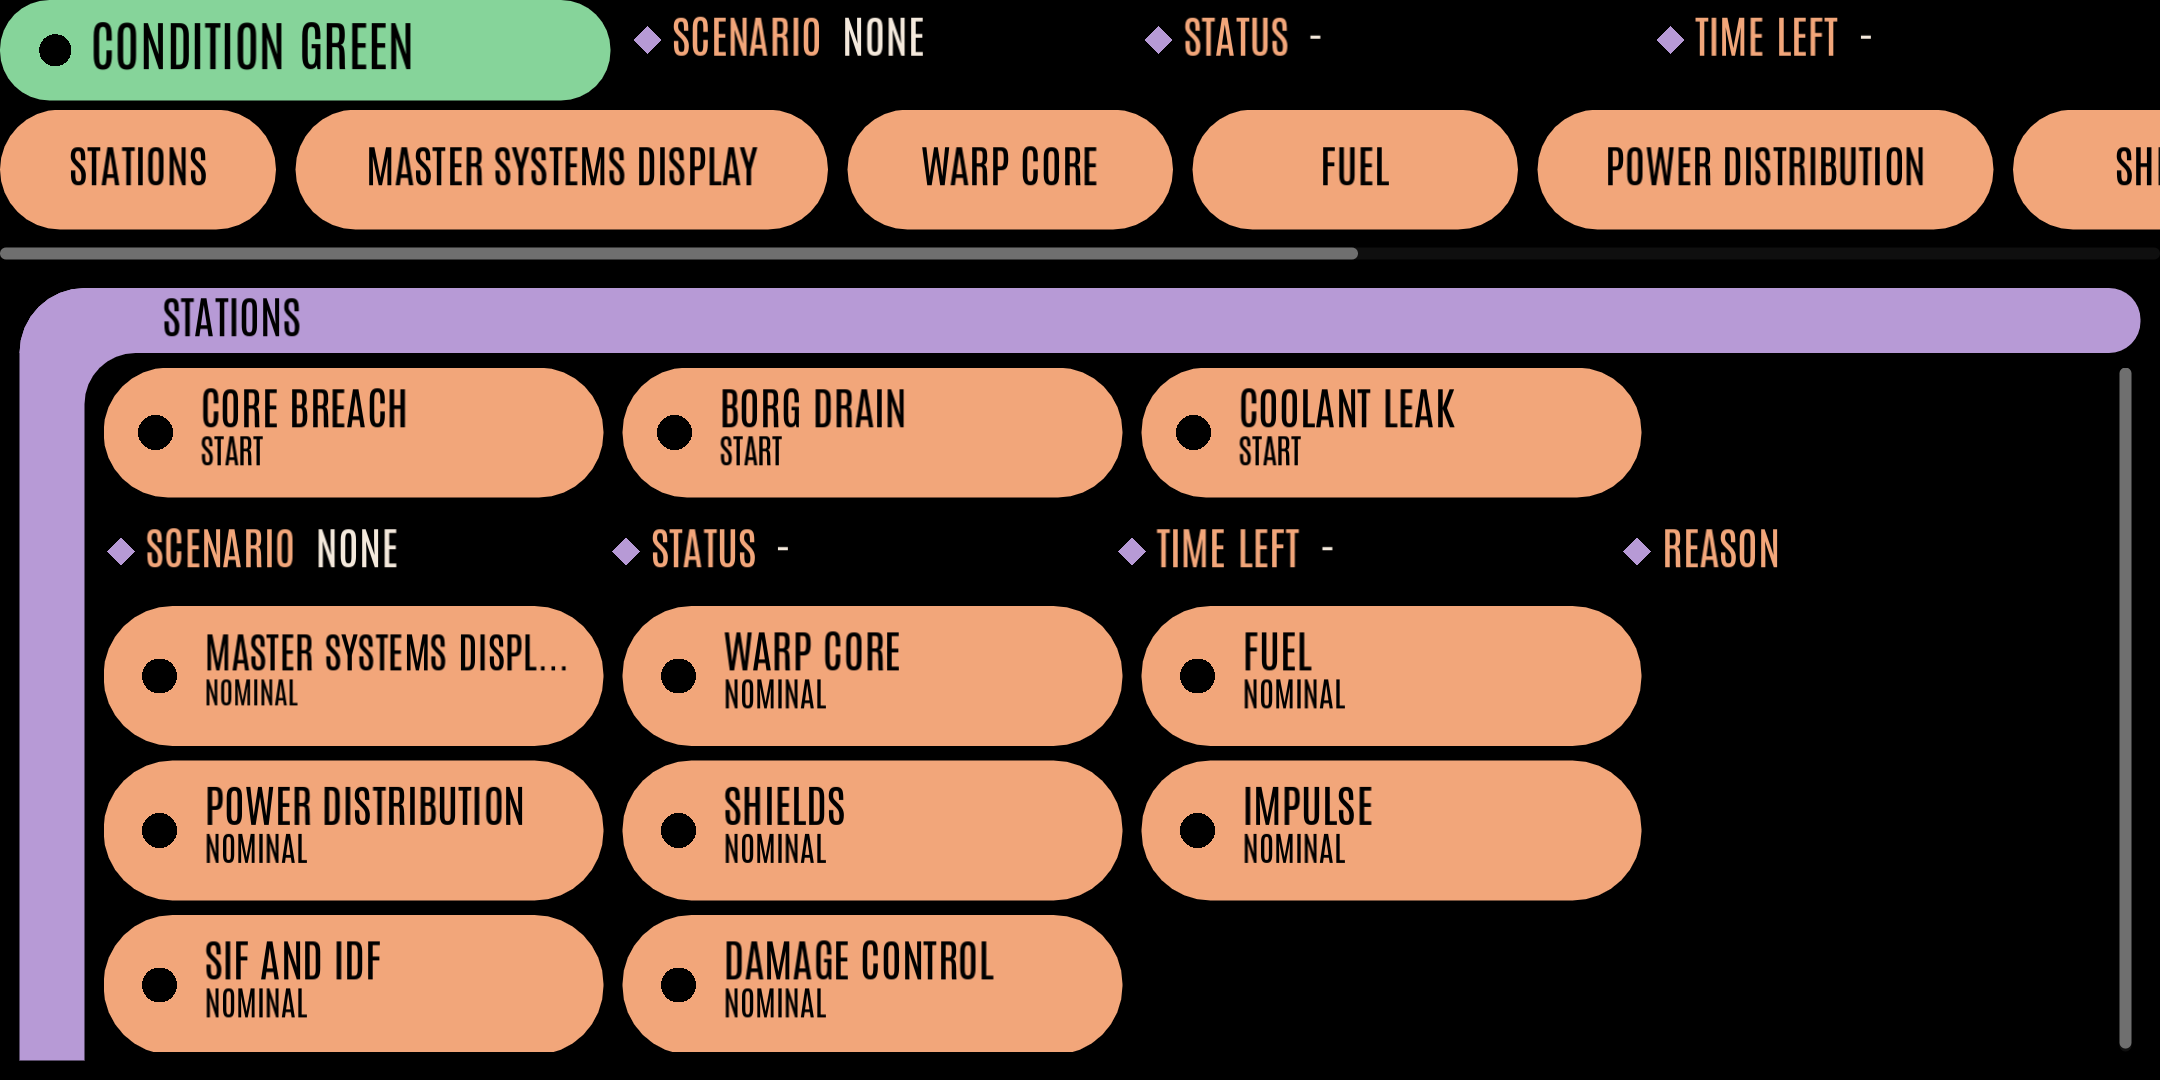 CONDITION GREEN
SCENARIO NONE
STATUS -
TIME LEFT -
STATIONS
MASTER SYSTEMS DISPLAY
WARP CORE
FUEL
POWER DISTRIBUTION
STATIONS
CORE BREACH
START
BORG DRAIN
START
COOLANT LEAK
START
SCENARIO NONE
STATUS -
TIME LEFT -
REASON
MASTER SYSTEMS DISPL...
NOMINAL
WARP CORE
NOMINAL
FUEL
NOMINAL
POWER DISTRIBUTION
NOMINAL
SHIELDS
NOMINAL
IMPULSE
NOMINAL
SIF AND IDF
NOMINAL
DAMAGE CONTROL
NOMINAL